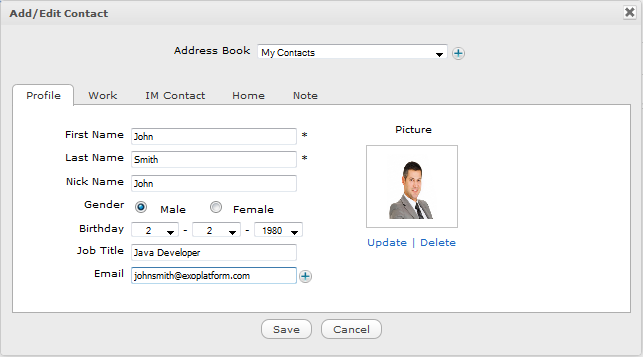 Add/Edit Contact
Address Book My Contacts
Profile Work IM Contact Home Note
First Name John *
Last Name Smith *
Nick Name John
Gender Male Female
Birthday 2 - 2 - 1980
Job Title Java Developer
Email johnsmith@exoplatform.com
Picture
Update | Delete
Save Cancel